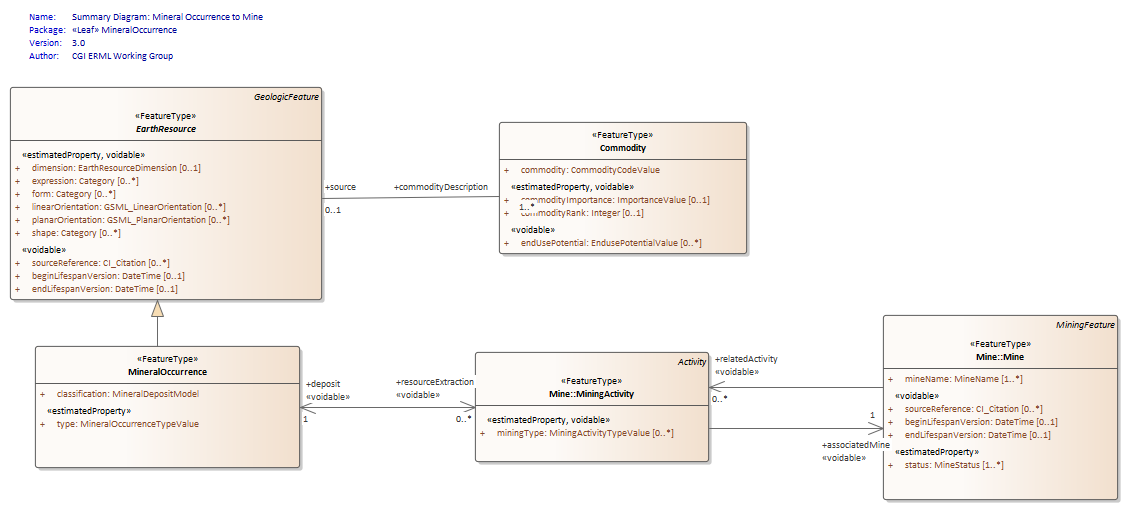 Name: Summary Diagram: Mineral Occurrence to Mine
Package: «Leaf» MineralOccurrence
Version: 3.0
Author: CGI ERML Working Group
GeologicFeature
«FeatureType»
EarthResource
«estimatedProperty, voidable»
+ dimension: EarthResourceDimension [0..1]
+ expression: Category [0..*]
+ form: Category [0..*]
+ linearOrientation: GSML_LinearOrientation [0..*]
+ planarOrientation: GSML_PlanarOrientation [0..*]
+ shape: Category [0..*]
«voidable»
+ sourceReference: CI_Citation [0..*]
+ beginLifespanVersion: DateTime [0..1]
+ endLifespanVersion: DateTime [0..1]
+source
0..1
+commodityDescription
1..*
«FeatureType»
Commodity
+ commodity: CommodityCodeValue
«estimatedProperty, voidable»
+ commodityImportance: ImportanceValue [0..1]
+ commodityRank: Integer [0..1]
«voidable»
+ endUsePotential: EndusePotentialValue [0..*]
«FeatureType»
MineralOccurrence
+ classification: MineralDepositModel
«estimatedProperty»
+ type: MineralOccurrenceTypeValue
+deposit
«voidable»
1
+resourceExtraction
«voidable»
0..*
Activity
«FeatureType»
Mine::MiningActivity
«estimatedProperty, voidable»
+ miningType: MiningActivityTypeValue [0..*]
+relatedActivity
«voidable»
0..*
1
+associatedMine
«voidable»
MiningFeature
«FeatureType»
Mine::Mine
+ mineName: MineName [1..*]
«voidable»
+ sourceReference: CI_Citation [0..*]
+ beginLifespanVersion: DateTime [0..1]
+ endLifespanVersion: DateTime [0..1]
«estimatedProperty»
+ status: MineStatus [1..*]